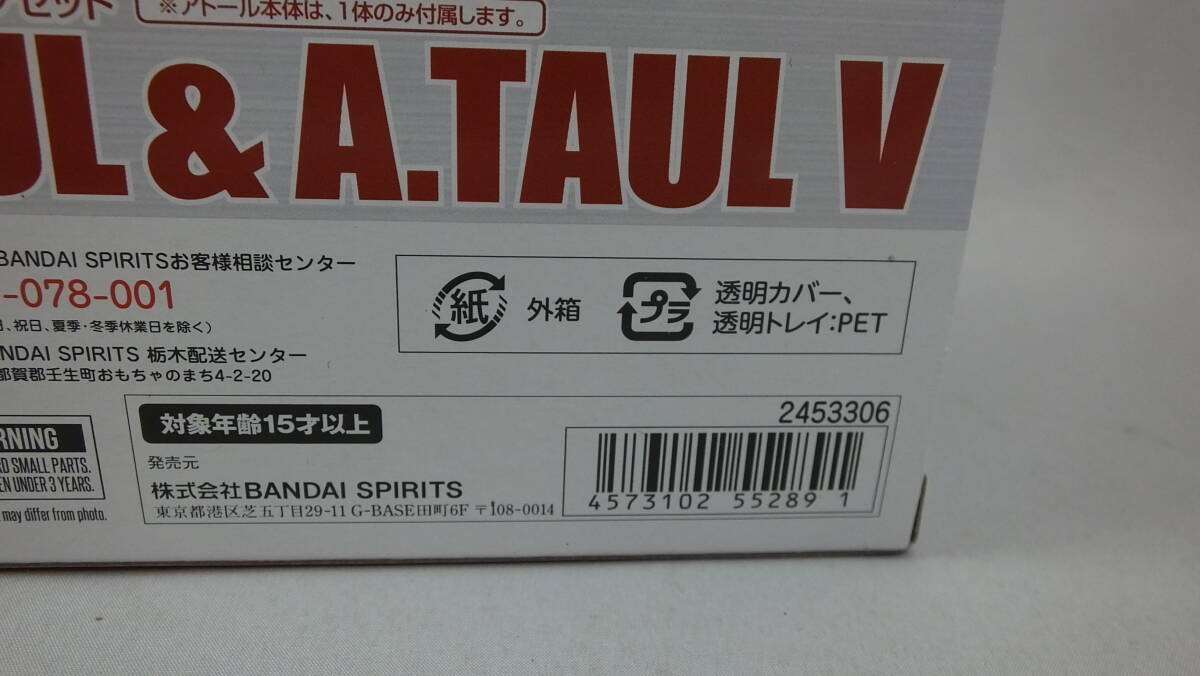 セット
※アトール本体は、1体のみ付属します。
UL & A.TAUL V
BANDAI SPIRITSお客様相談センター
-078-001
、祝日、夏季・冬季休業日を除く)
NDAI SPIRITS 栃木配送センター
都賀郡壬生町おもちゃのまち4-2-20
紙 外箱
プラ 透明カバー、
透明トレイ:PET
RNING
RD SMALL PARTS.
EN UNDER 3 YEARS.
may differ from photo.
対象年齢15才以上
発売元
株式会社BANDAI SPIRITS
東京都港区芝五丁目29-11 G-BASE田町6F 〒108-0014
2453306
4573102 55289 1